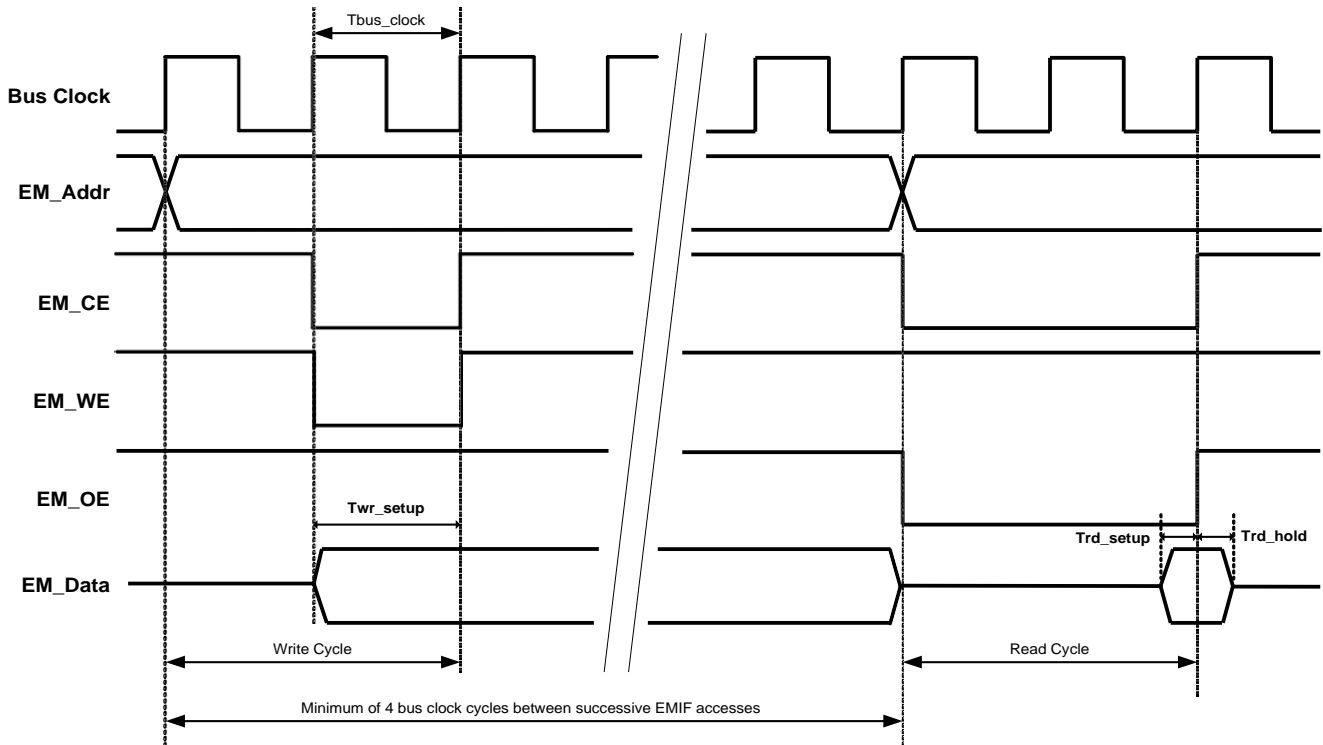 Tbus_clock
Bus Clock
EM_Addr
EM_CE
EM_WE
EM_OE
Twr_setup
Trd_setup
Trd_hold
EM_Data
Write Cycle
Read Cycle
Minimum of 4 bus clock cycles between successive EMIF accesses